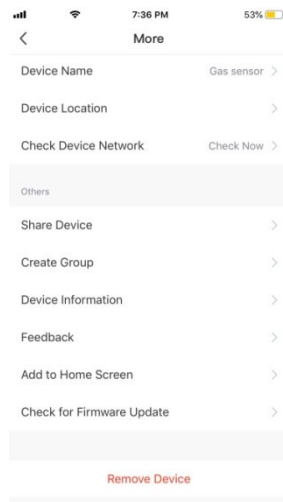 7:36 PM 53%
More
Device Name Gas sensor
Device Location
Check Device Network Check Now
Others
Share Device
Create Group
Device Information
Feedback
Add to Home Screen
Check for Firmware Update
Remove Device